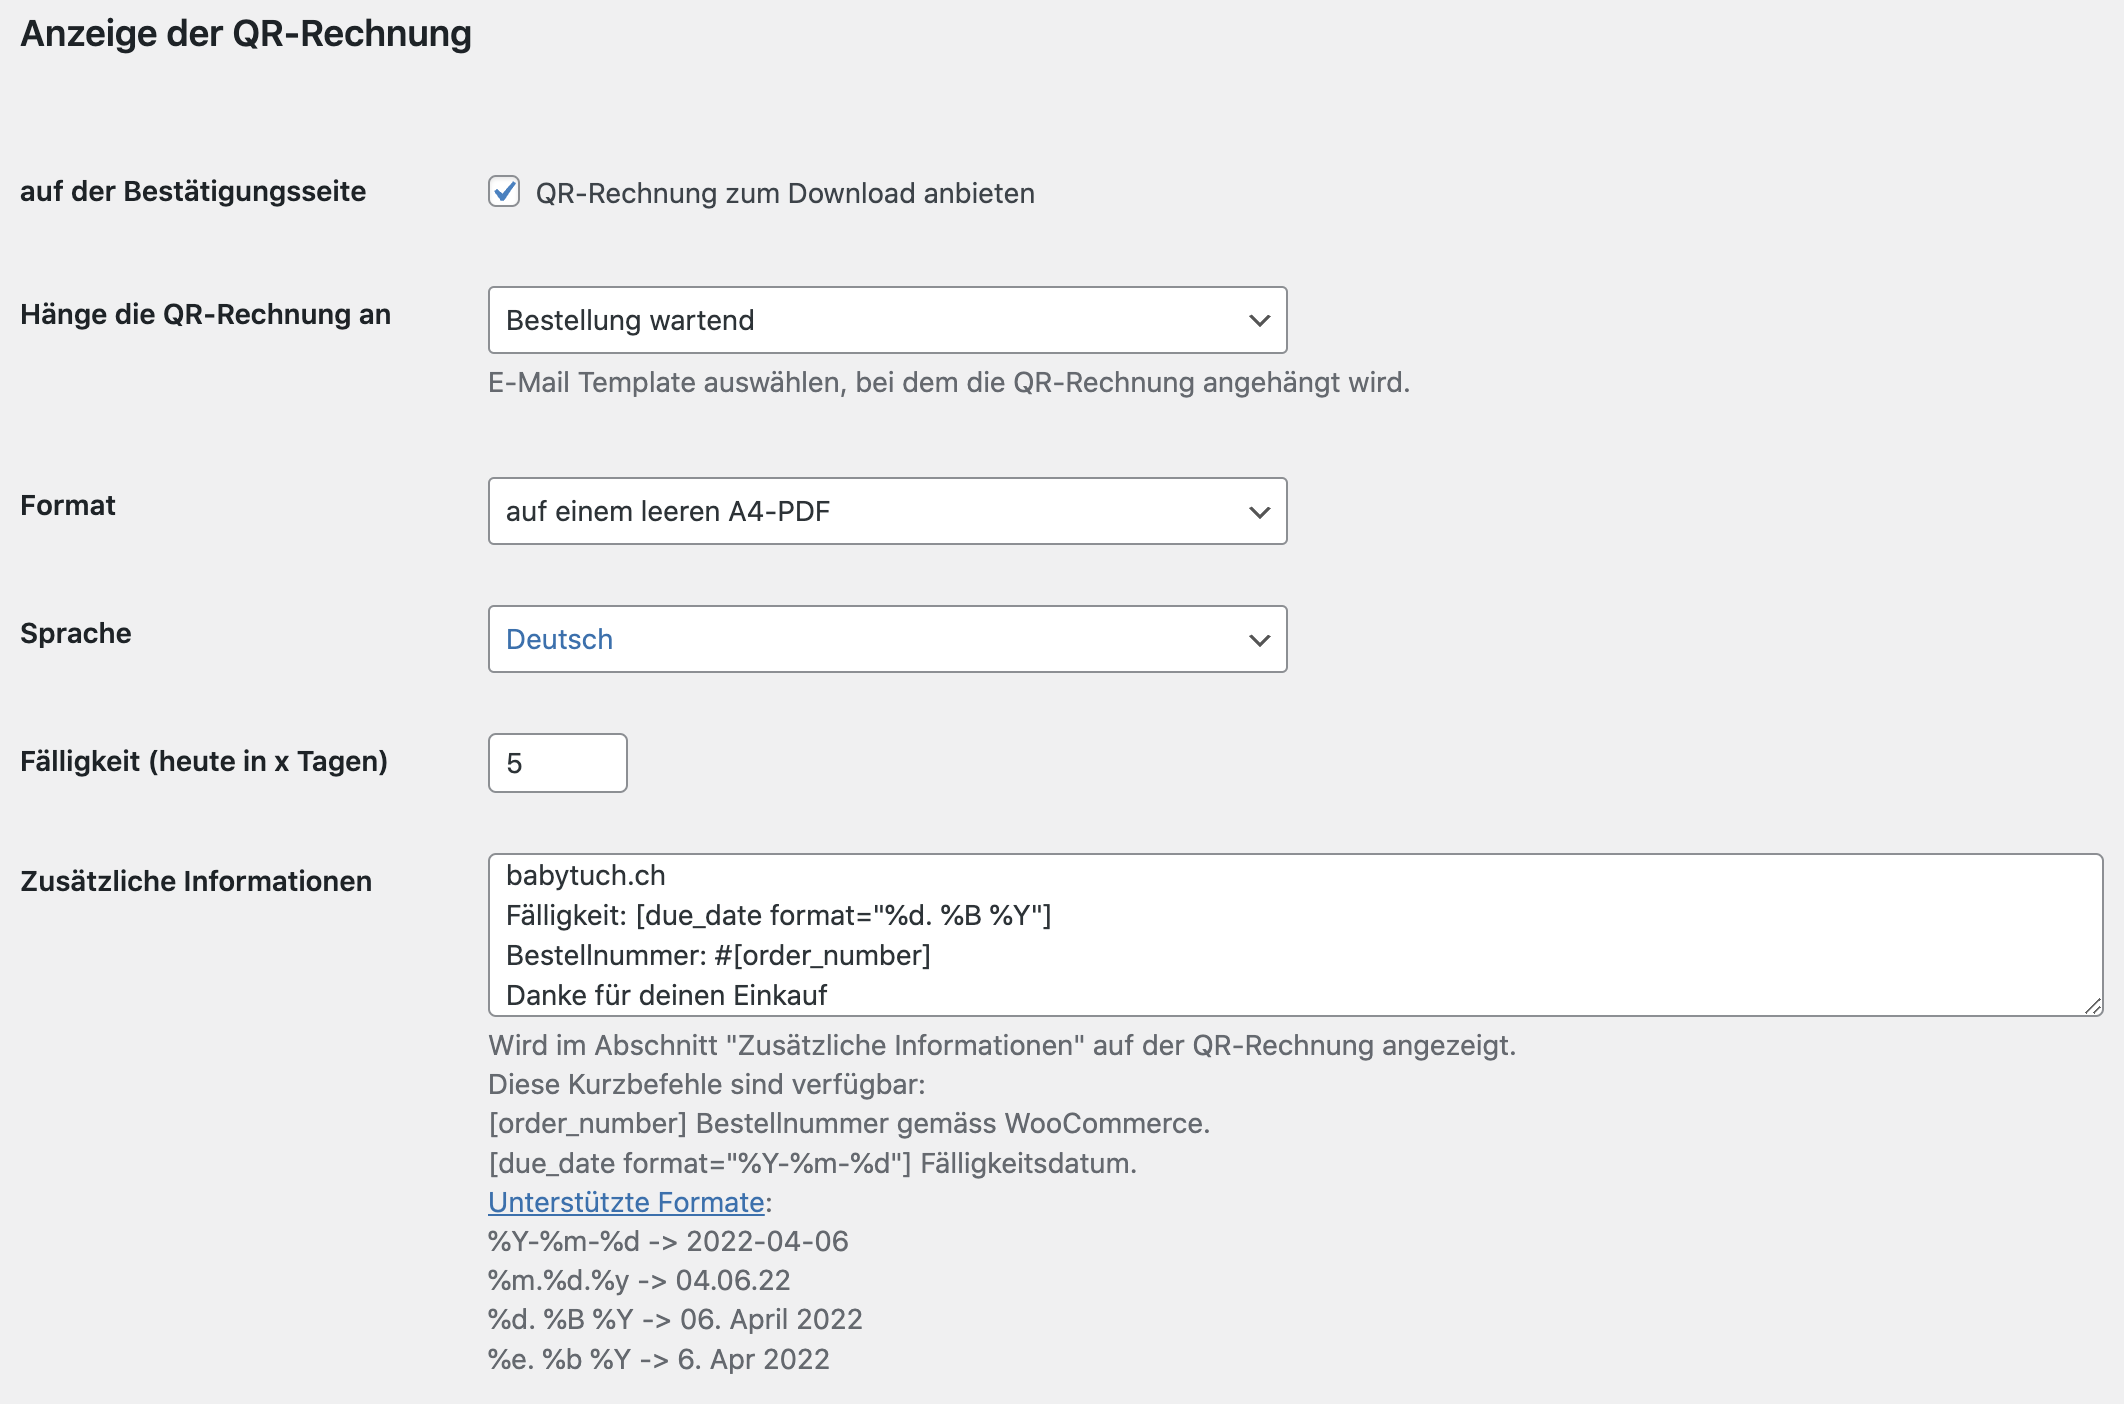 Anzeige der QR-Rechnung
auf der Bestätigungsseite
QR-Rechnung zum Download anbieten
Hänge die QR-Rechnung an
Bestellung wartend
E-Mail Template auswählen, bei dem die QR-Rechnung angehängt wird.
Format
auf einem leeren A4-PDF
Sprache
Deutsch
Fälligkeit (heute in x Tagen)
5
Zusätzliche Informationen
babytuch.ch
Fälligkeit: [due_date format="%d. %B %Y"]
Bestellnummer: #[order_number]
Danke für deinen Einkauf
Wird im Abschnitt "Zusätzliche Informationen" auf der QR-Rechnung angezeigt.
Diese Kurzbefehle sind verfügbar:
[order_number] Bestellnummer gemäss WooCommerce.
[due_date format="%Y-%m-%d"] Fälligkeitsdatum.
Unterstützte Formate:
%Y-%m-%d -> 2022-04-06
%m.%d.%y -> 04.06.22
%d. %B %Y -> 06. April 2022
%e. %b %Y -> 6. Apr 2022